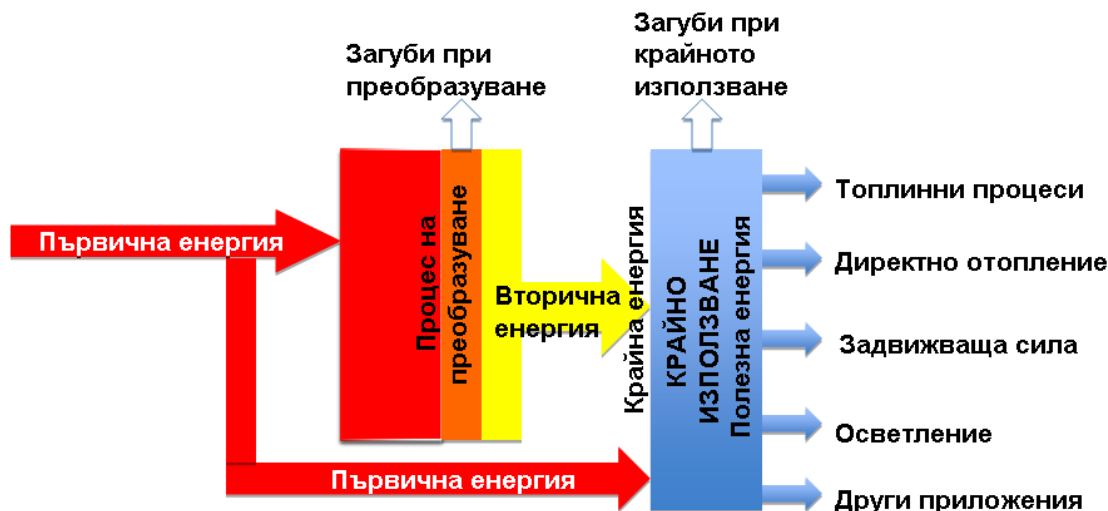 Загуби при
преобразуване
Загуби при
крайното
използване
Първична енергия
Процес на
преобразуване
Вторична
енергия
Крайна енергия
КРАЙНО
ИЗПОЛЗВАНЕ
Полезна енергия
Топлинни процеси
Директно отопление
Задвижваща сила
Осветление
Други приложения
Първична енергия